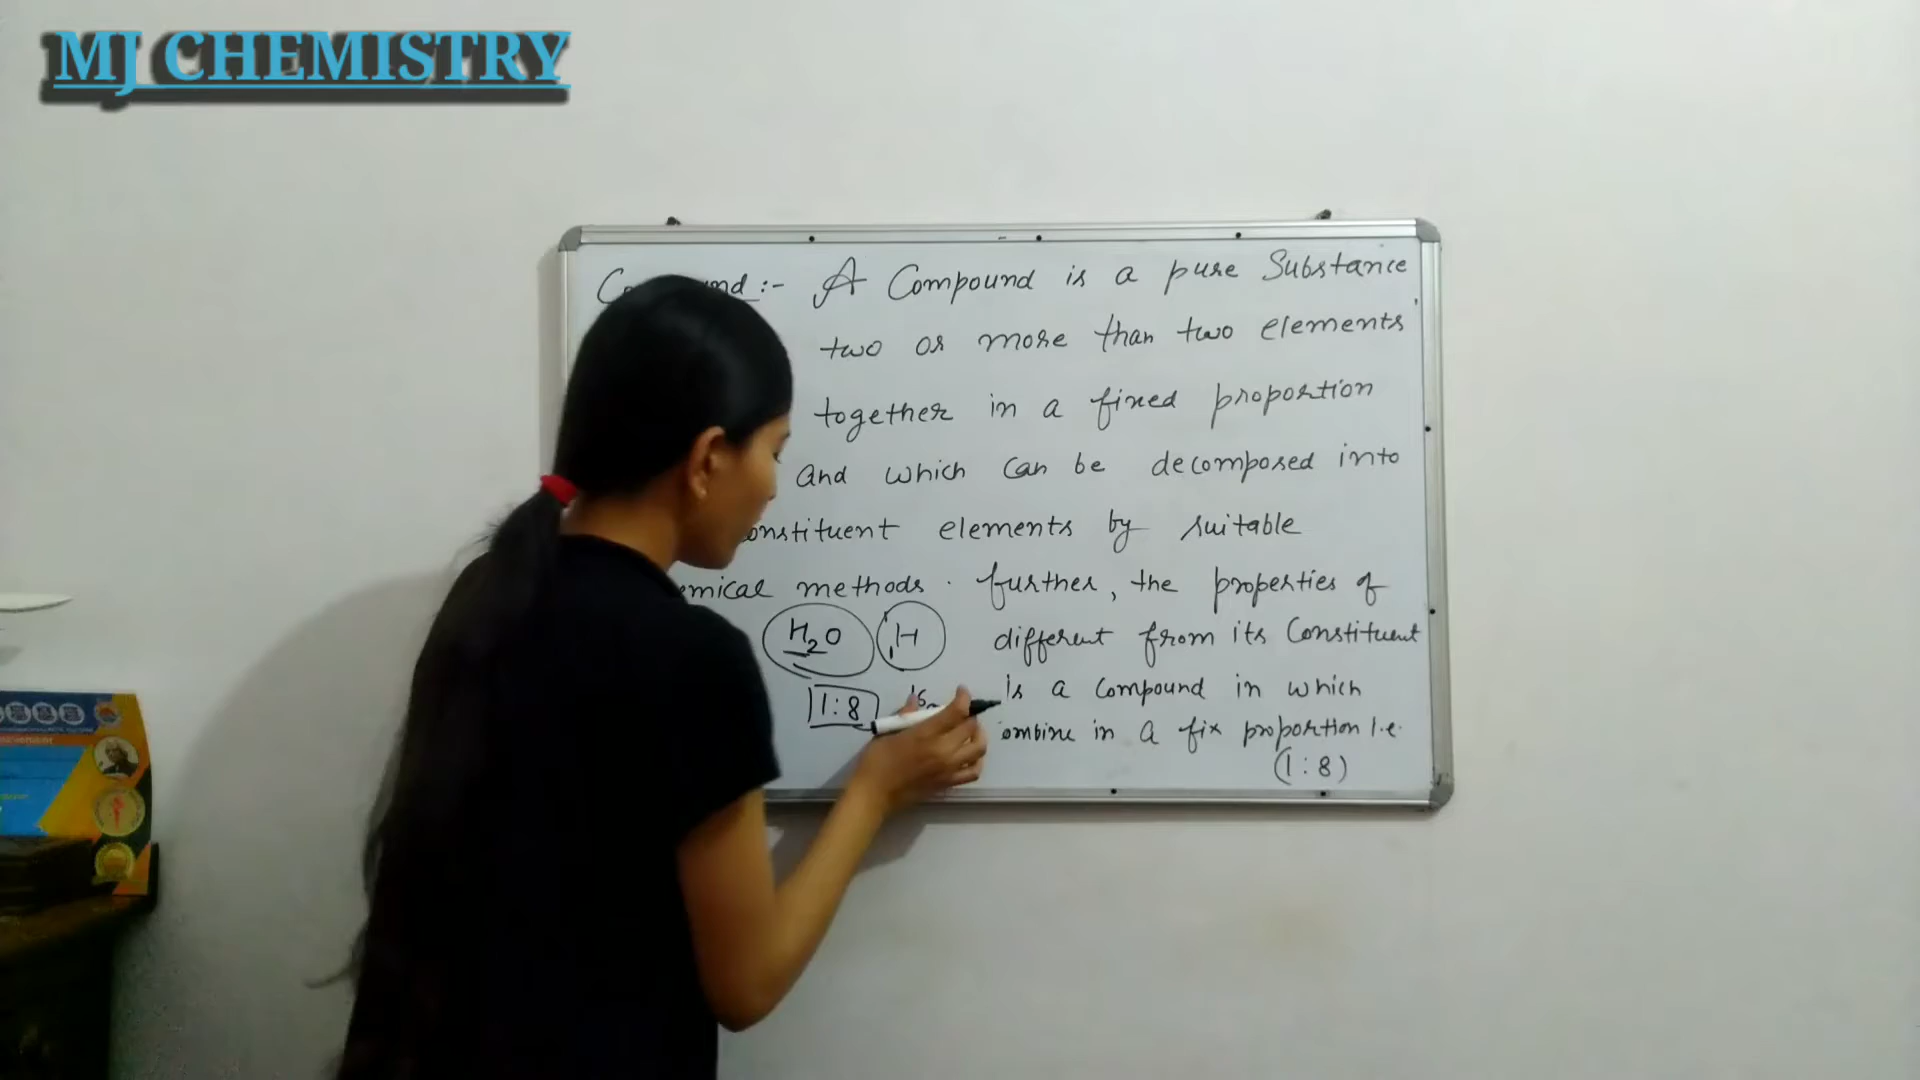 MJ CHEMISTRY
:- A Compound is a pure Substance
two or more than two elements
together in a fixed proportion
and which can be decomposed into
elements by suitable
methods. further, the properties of
H2O H different from its Constituent
1:8 16 is a compound in which
in a fix proportion i.e.
(1:8)